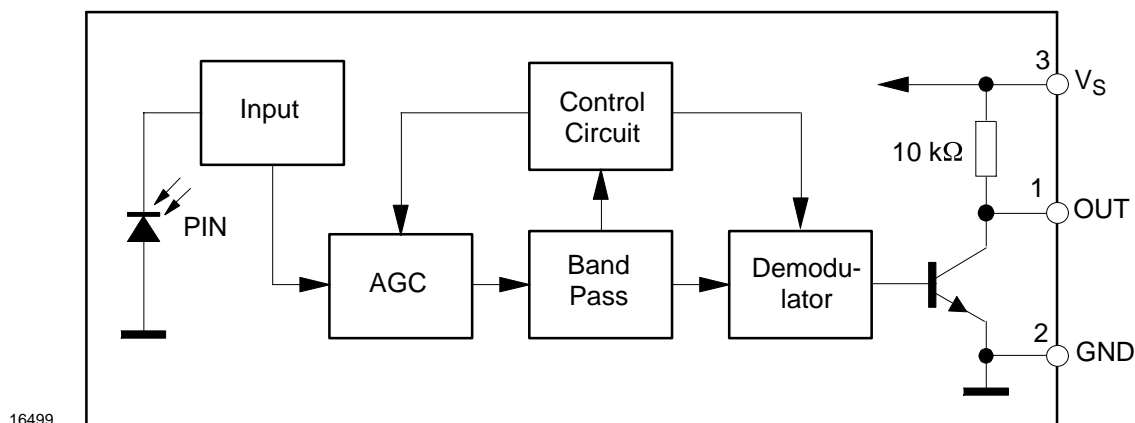 Input
Control
Circuit
3
V_S
10 kΩ
1
OUT
PIN
AGC
Band
Pass
Demodu-
lator
2
GND
16499